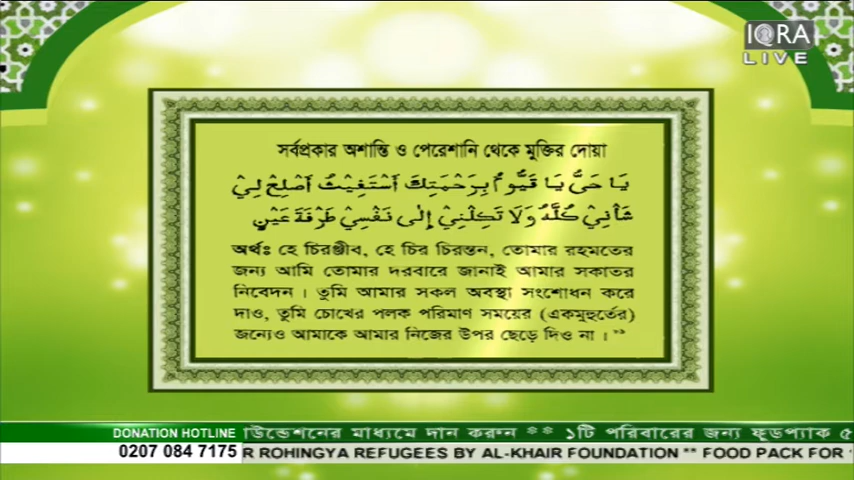 IQRA
LIVE
সর্বপ্রকার অশান্তি ও পেরেশানি থেকে মুক্তির দোয়া
يَا حَيُّ يَا قَيُّومُ بِرَحْمَتِكَ أَسْتَغِيْثُ أَصْلِحْ لِيْ
شَأْنِيْ كُلَّهُ وَلَا تَكِلْنِيْ إِلٰى نَفْسِيْ طَرْفَةَ عَيْنٍ
অর্থঃ হে চিরঞ্জীব, হে চির চিরন্তন, তোমার রহমতের
জন্য আমি তোমার দরবারে জানাই আমার সকাতর
নিবেদন। তুমি আমার সকল অবস্থা সংশোধন করে
দাও, তুমি চোখের পলক পরিমাণ সময়ের (একমুহুর্তের)
জন্যেও আমাকে আমার নিজের উপর ছেড়ে দিও না।
DONATION HOTLINE
0207 084 7175
উন্ডেশনের মাধ্যমে দান করুন ** ১টি পরিবারের জন্য ফুডপ্যাক ৫
R ROHINGYA REFUGEES BY AL-KHAIR FOUNDATION ** FOOD PACK FOR